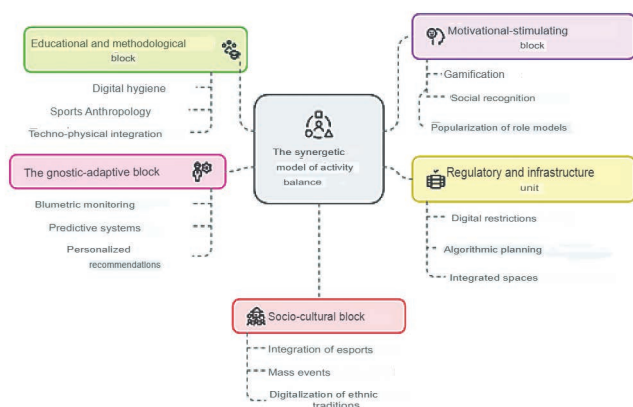 Educational and methodological
block
Digital hygiene
Sports Anthropology
Techno-physical integration
The gnostic-adaptive block
Blumetric monitoring
Predictive systems
Personalized
recommendations
The synergetic
model of activity
balance
Motivational-stimulating
block
Gamification
Social recognition
Popularization of role models
Regulatory and infrastructure
unit
Digital restrictions
Algorithmic planning
Integrated spaces
Socio-cultural block
Integration of esports
Mass events
Digitalization of ethnic
traditions